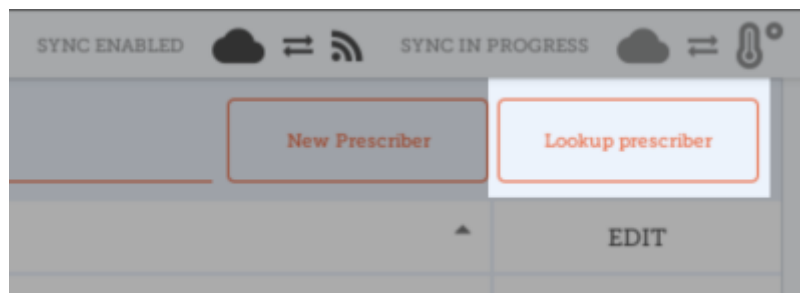 SYNC ENABLED SYNC IN PROGRESS
New Prescriber Lookup prescriber
EDIT